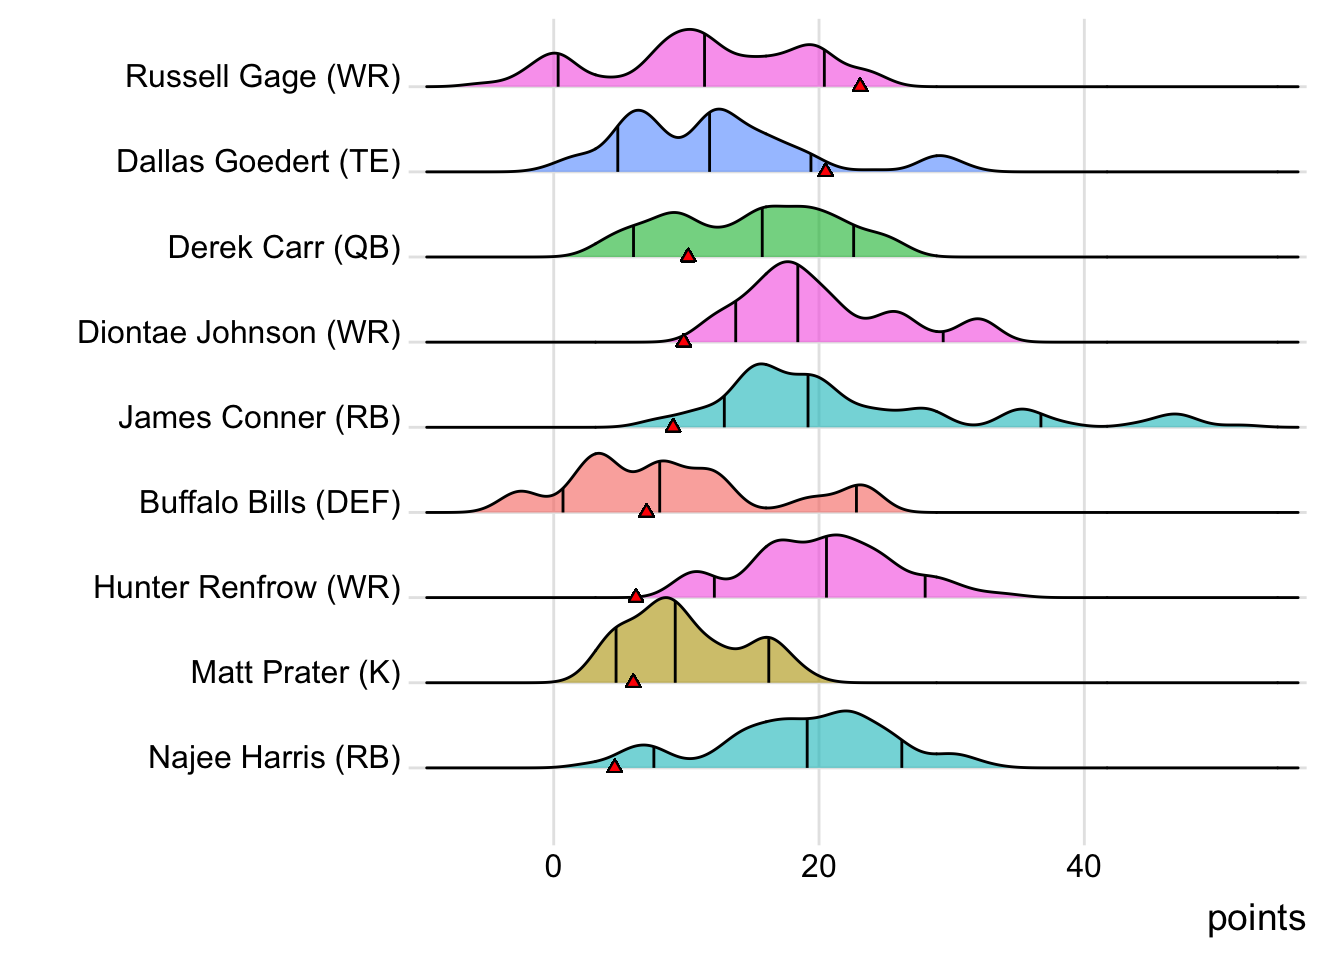 Russell Gage (WR)
Dallas Goedert (TE)
Derek Carr (QB)
Diontae Johnson (WR)
James Conner (RB)
Buffalo Bills (DEF)
Hunter Renfrow (WR)
Matt Prater (K)
Najee Harris (RB)
0 20 40
points